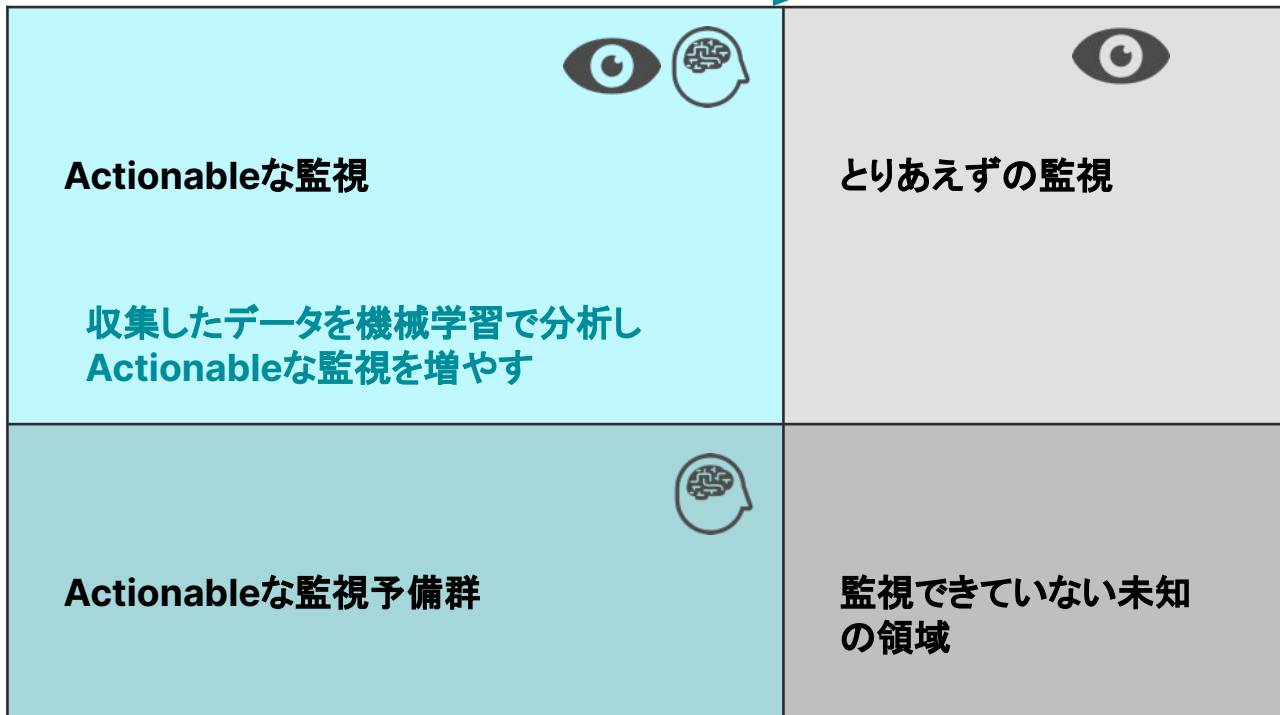 Actionableな監視
とりあえずの監視
収集したデータを機械学習で分析し
Actionableな監視を増やす
Actionableな監視予備群
監視できていない未知
の領域